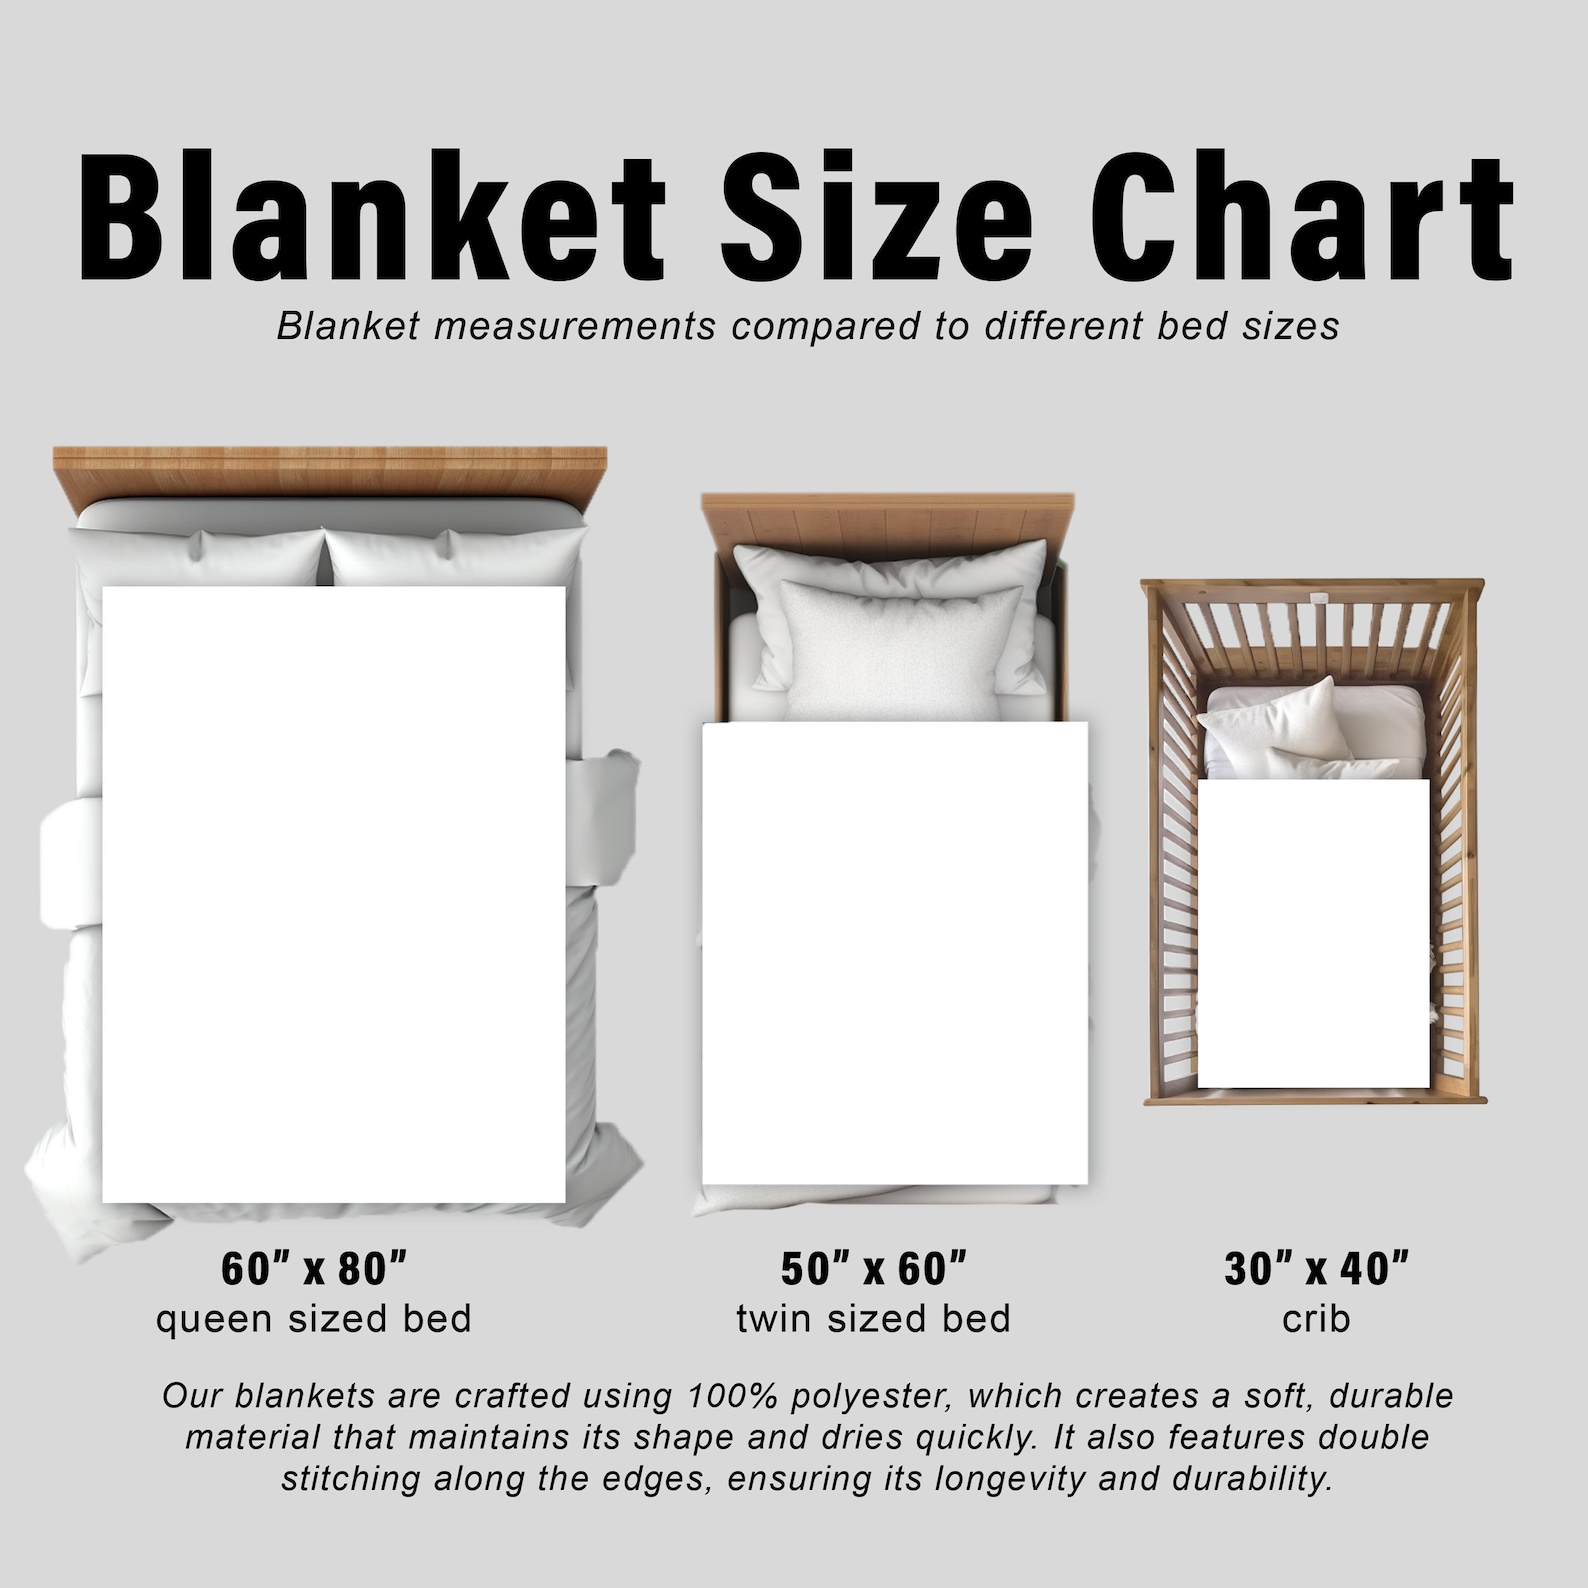 Blanket Size Chart
Blanket measurements compared to different bed sizes
60” x 80”
queen sized bed
50” x 60”
twin sized bed
30” x 40”
crib
Our blankets are crafted using 100% polyester, which creates a soft, durable
material that maintains its shape and dries quickly. It also features double
stitching along the edges, ensuring its longevity and durability.